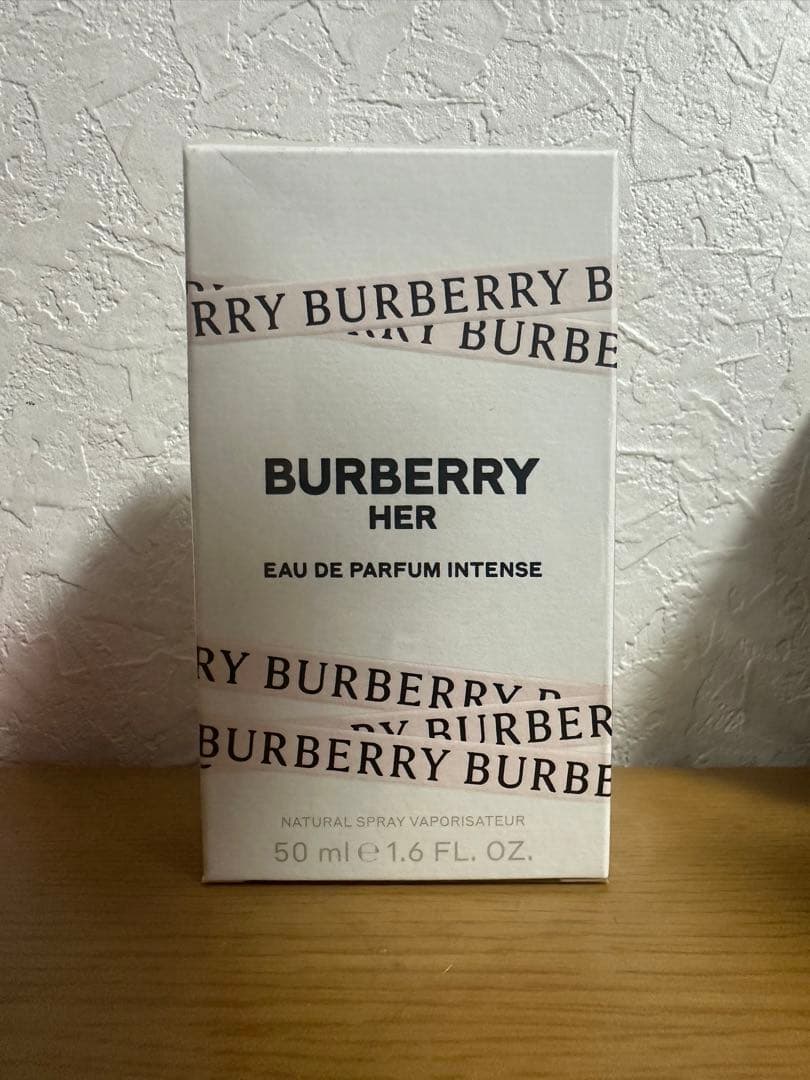 RRY BURBERRY B
BURBE
BURBERRY
HER
EAU DE PARFUM INTENSE
RY BURBERRY
RY BURBER
BURBERRY BURBE
NATURAL SPRAY VAPORISATEUR
50 ml ℮ 1.6 FL. OZ.